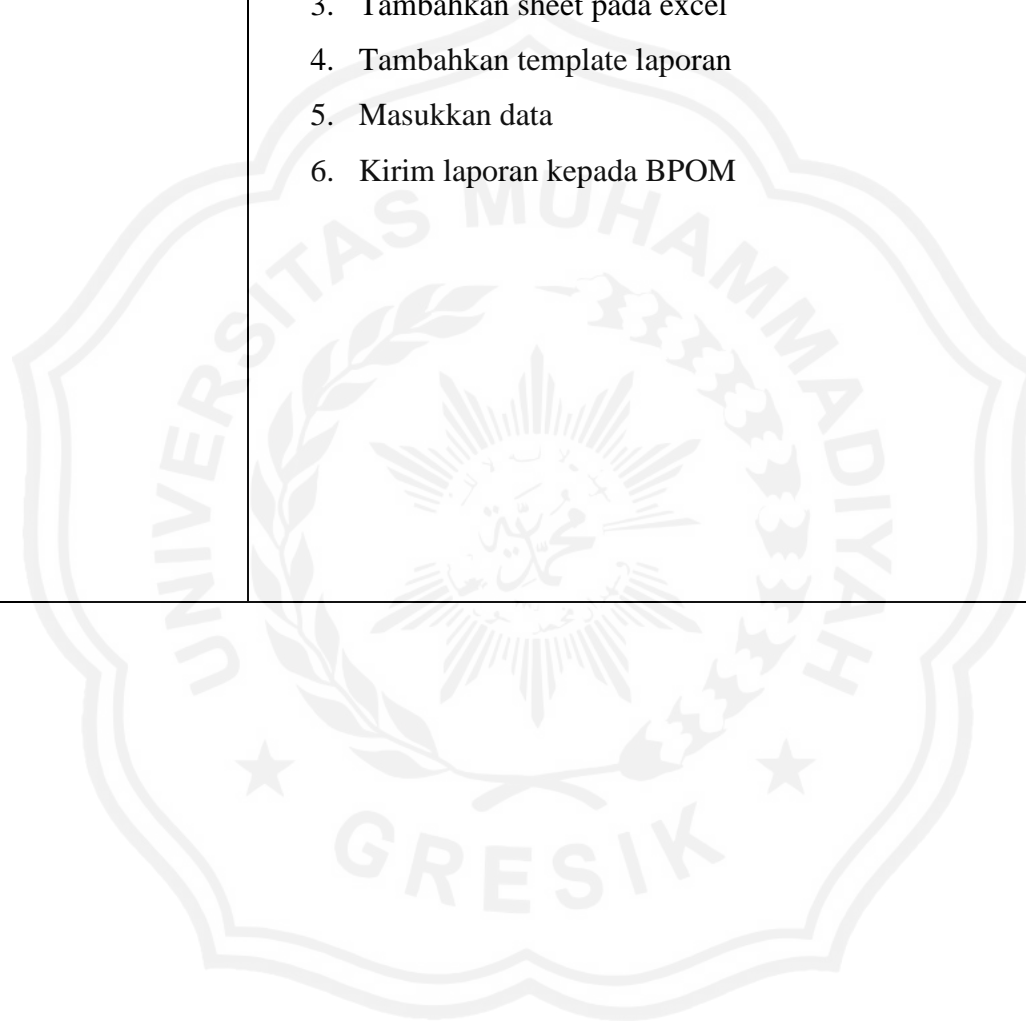 3. Tambahkan sheet pada excel
4. Tambahkan template laporan
5. Masukkan data
6. Kirim laporan kepada BPOM
UNIVERSITAS MUHAMMADIYAH
GRESIK